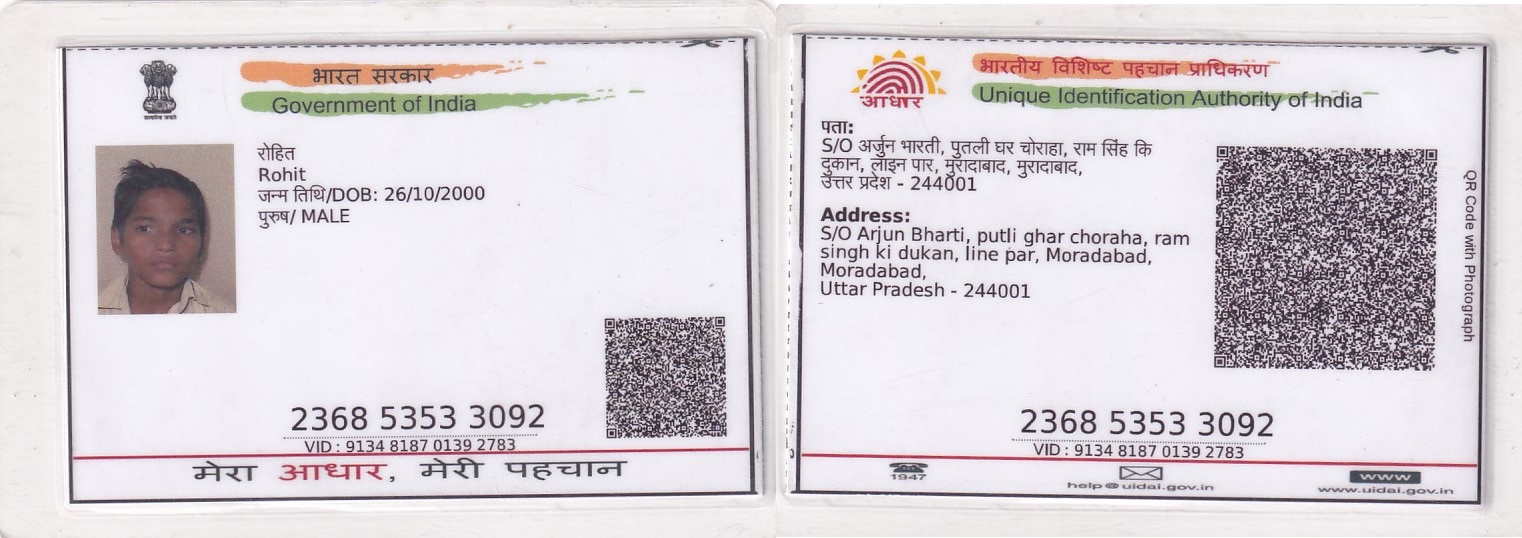 भारत सरकार
Government of India
रोहित
Rohit
जन्म तिथि/DOB: 26/10/2000
पुरुष/ MALE
2368 5353 3092
VID : 9134 8187 0139 2783
मेरा आधार, मेरी पहचान
भारतीय विशिष्ट पहचान प्राधिकरण
Unique Identification Authority of India
आधार
पता:
S/O अर्जुन भारती, पुतली घर चोराहा, राम सिंह कि
दुकान, लाइन पार, मुरादाबाद, मुरादाबाद,
उत्तर प्रदेश - 244001
Address:
S/O Arjun Bharti, putli ghar choraha, ram
singh ki dukan, line par, Moradabad,
Moradabad,
Uttar Pradesh - 244001
QR Code with Photograph
2368 5353 3092
VID : 9134 8187 0139 2783
1947
help@uidai.gov.in
www
www.uidai.gov.in